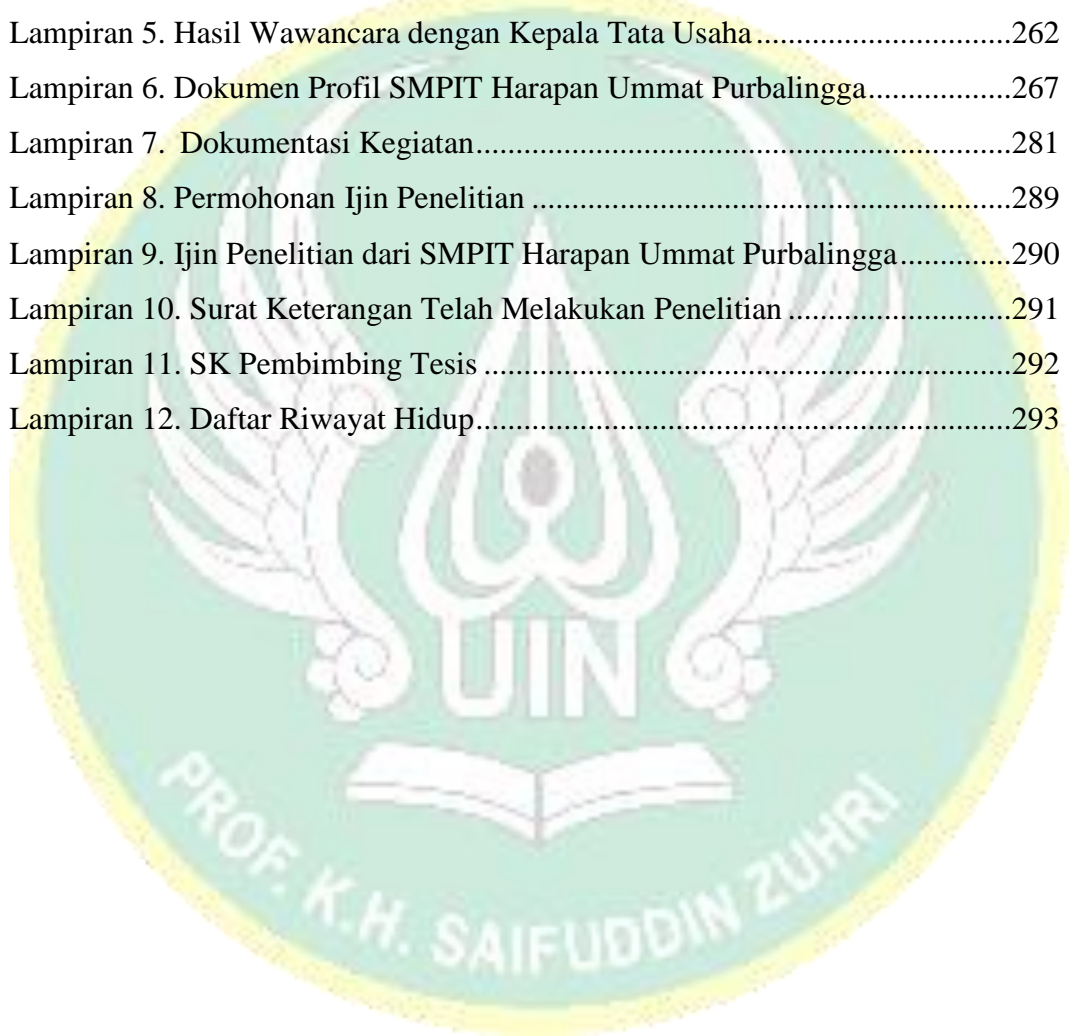 Lampiran 5. Hasil Wawancara dengan Kepala Tata Usaha.................................262
Lampiran 6. Dokumen Profil SMPIT Harapan Ummat Purbalingga.................267
Lampiran 7.  Dokumentasi Kegiatan...................................................................281
Lampiran 8. Permohonan Ijin Penelitian ............................................................289
Lampiran 9. Ijin Penelitian dari SMPIT Harapan Ummat Purbalingga.............290
Lampiran 10. Surat Keterangan Telah Melakukan Penelitian ............................291
Lampiran 11. SK Pembimbing Tesis ..................................................................292
Lampiran 12. Daftar Riwayat Hidup...................................................................293
UIN
PROF. K.H. SAIFUDDIN ZUHRI